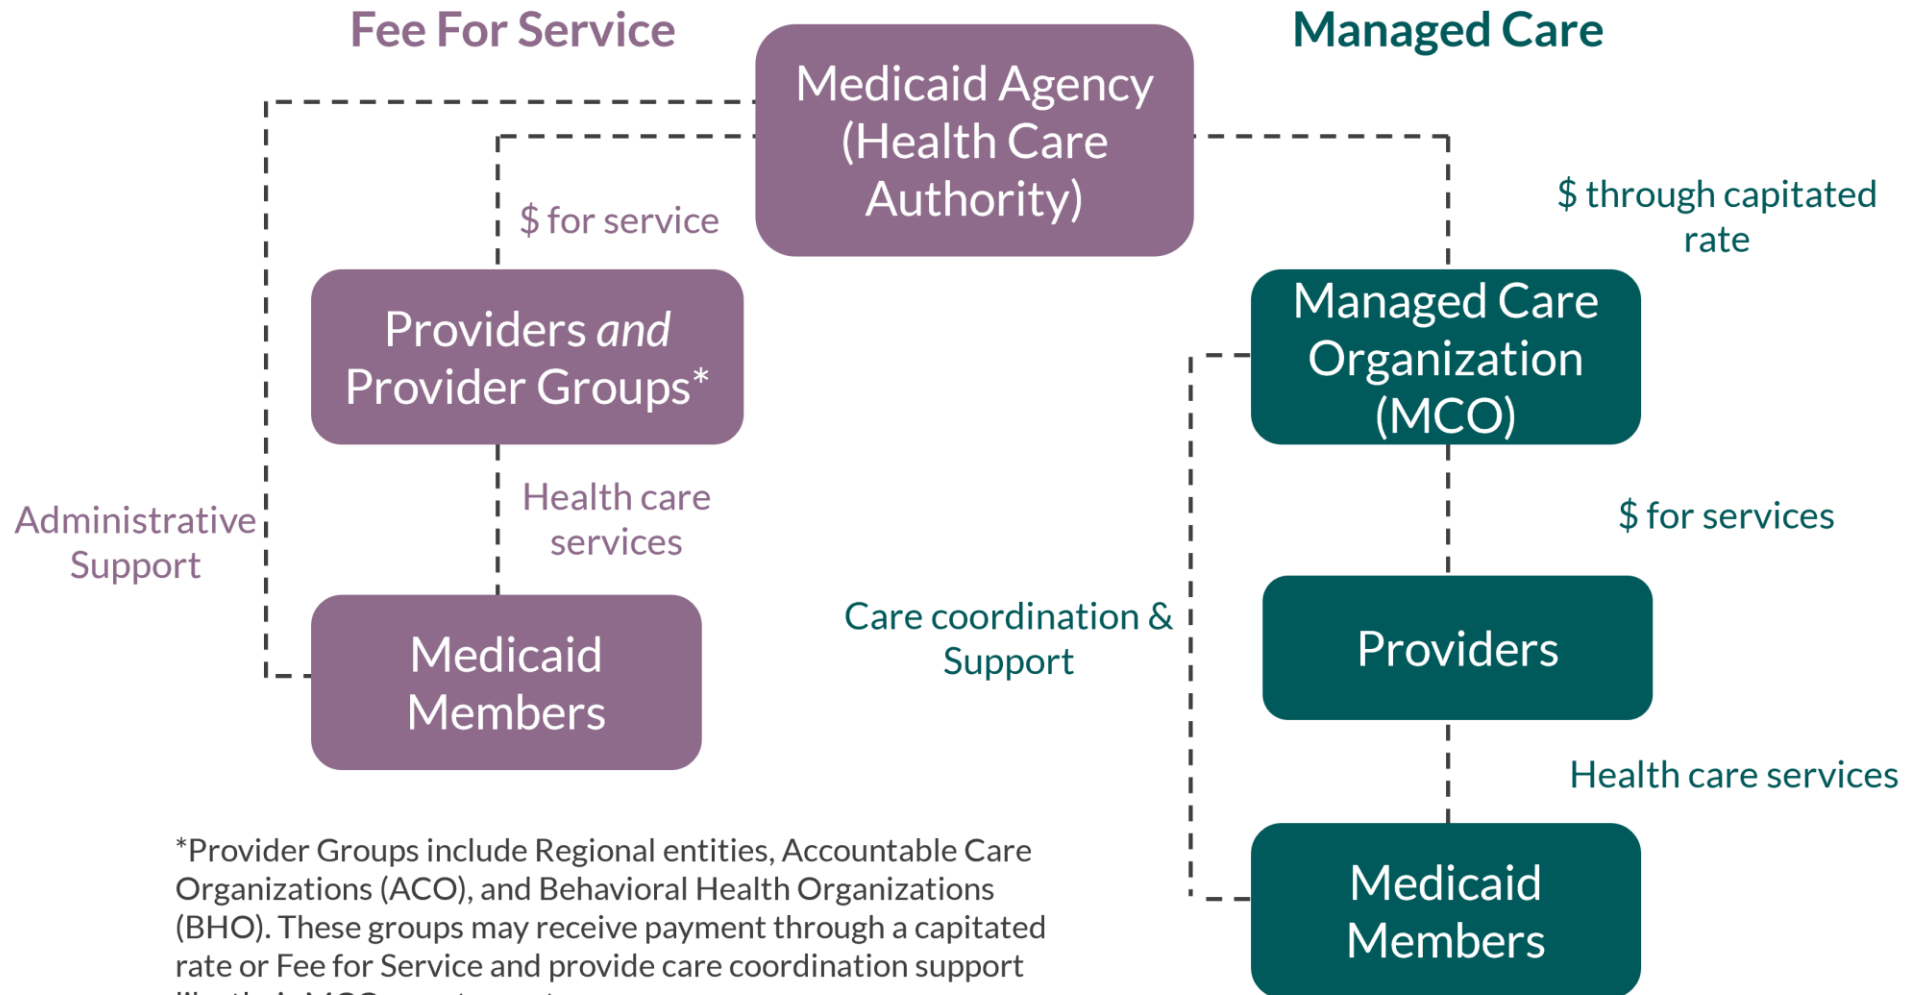 Fee For Service
Managed Care
Medicaid Agency
(Health Care
Authority)
$ for service
$ through capitated
rate
Providers and
Provider Groups*
Managed Care
Organization
(MCO)
Administrative
Support
Health care
services
$ for services
Medicaid
Members
Care coordination &
Support
Providers
Health care services
Medicaid
Members
*Provider Groups include Regional entities, Accountable Care
Organizations (ACO), and Behavioral Health Organizations
(BHO). These groups may receive payment through a capitated
rate or Fee for Service and provide care coordination support